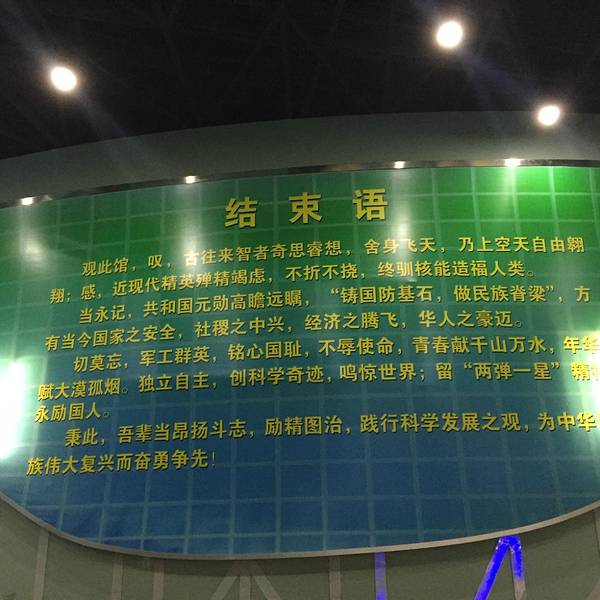 结束语
观此馆，叹，古往来智者奇思睿想，舍身飞天，乃上空天自由翱
翔；感，近现代精英殚精竭虑，不折不挠，终驯核能造福人类。
当永记，共和国元勋高瞻远瞩，“铸国防基石，做民族脊梁”，方
有当今国家之安全，社稷之中兴，经济之腾飞，华人之豪迈。
切莫忘，军工群英，铭心国耻，不辱使命，青春献千山万水，年华
赋大漠孤烟。独立自主，创科学奇迹，鸣惊世界；留“两弹一星”精
永励国人。
秉此，吾辈当昂扬斗志，励精图治，践行科学发展之观，为中华
族伟大复兴而奋勇争先！